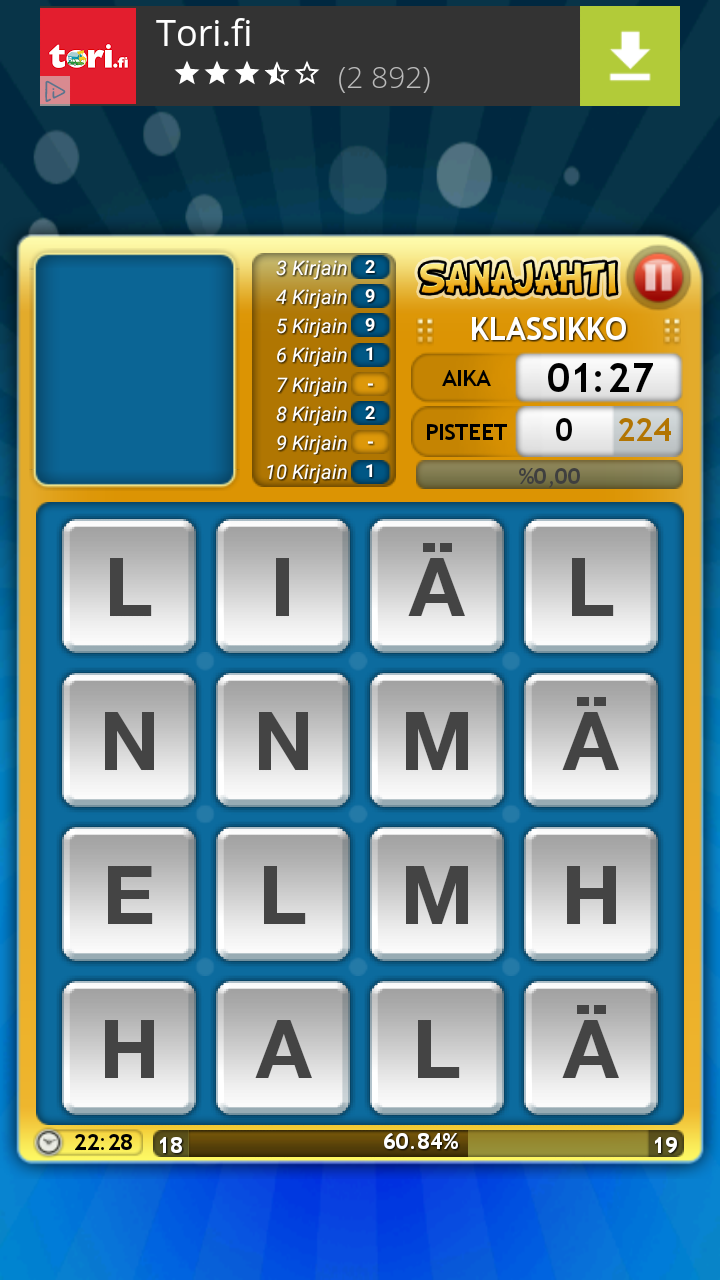 tori.fi
Tori.fi
(2 892)
3 Kirjain 2
4 Kirjain 9
5 Kirjain 9
6 Kirjain 1
7 Kirjain -
8 Kirjain 2
9 Kirjain -
10 Kirjain 1
SANAJAHTI
KLASSIKKO
AIKA 01:27
PISTEET 0 224
%0,00
L I Ä L
N N M Ä
E L M H
H A L Ä
22:28 18 60.84% 19